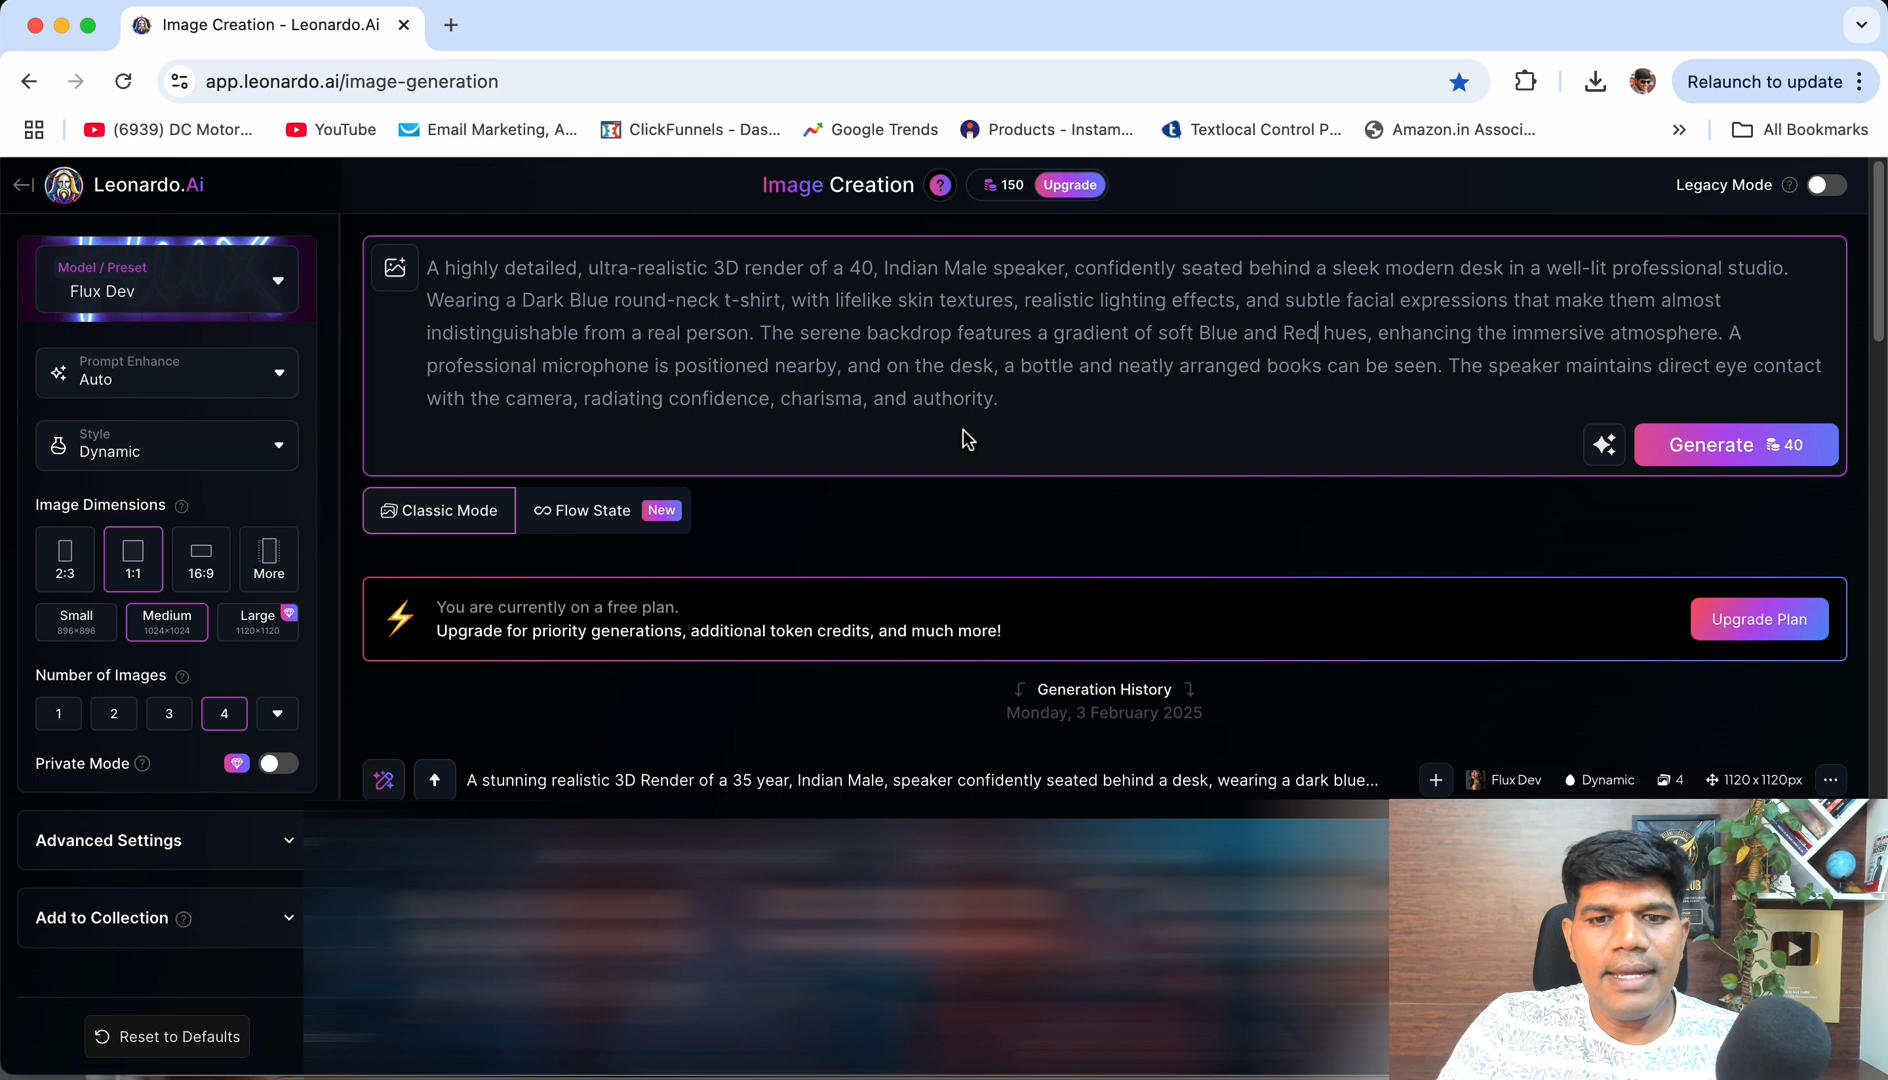 Image Creation - Leonardo.Ai
app.leonardo.ai/image-generation
Relaunch to update
(6939) DC Motor...
YouTube
Email Marketing, A...
ClickFunnels - Das...
Google Trends
Products - Instam...
Textlocal Control P...
Amazon.in Associ...
All Bookmarks
Leonardo.Ai
Image Creation
?
150
Upgrade
Legacy Mode
Model / Preset
Flux Dev
Prompt Enhance
Auto
Style
Dynamic
Image Dimensions
2:3
1:1
16:9
More
Small
896×896
Medium
1024×1024
Large
1120×1120
Number of Images
1
2
3
4
Private Mode
Advanced Settings
Add to Collection
Reset to Defaults
A highly detailed, ultra-realistic 3D render of a 40, Indian Male speaker, confidently seated behind a sleek modern desk in a well-lit professional studio.
Wearing a Dark Blue round-neck t-shirt, with lifelike skin textures, realistic lighting effects, and subtle facial expressions that make them almost
indistinguishable from a real person. The serene backdrop features a gradient of soft Blue and Red hues, enhancing the immersive atmosphere. A
professional microphone is positioned nearby, and on the desk, a bottle and neatly arranged books can be seen. The speaker maintains direct eye contact
with the camera, radiating confidence, charisma, and authority.
Generate 40
Classic Mode
Flow State
New
You are currently on a free plan.
Upgrade for priority generations, additional token credits, and much more!
Upgrade Plan
Generation History
Monday, 3 February 2025
A stunning realistic 3D Render of a 35 year, Indian Male, speaker confidently seated behind a desk, wearing a dark blue...
Flux Dev
Dynamic
4
1120 x 1120px